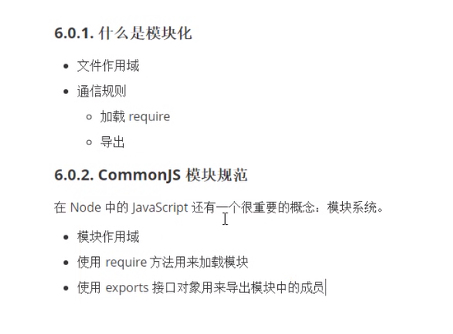 6.0.1. 什么是模块化
文件作用域
通信规则
加载 require
导出
6.0.2. CommonJS 模块规范
在 Node 中的 JavaScript 还有一个很重要的概念：模块系统。
模块作用域
使用 require 方法用来加载模块
使用 exports 接口对象用来导出模块中的成员